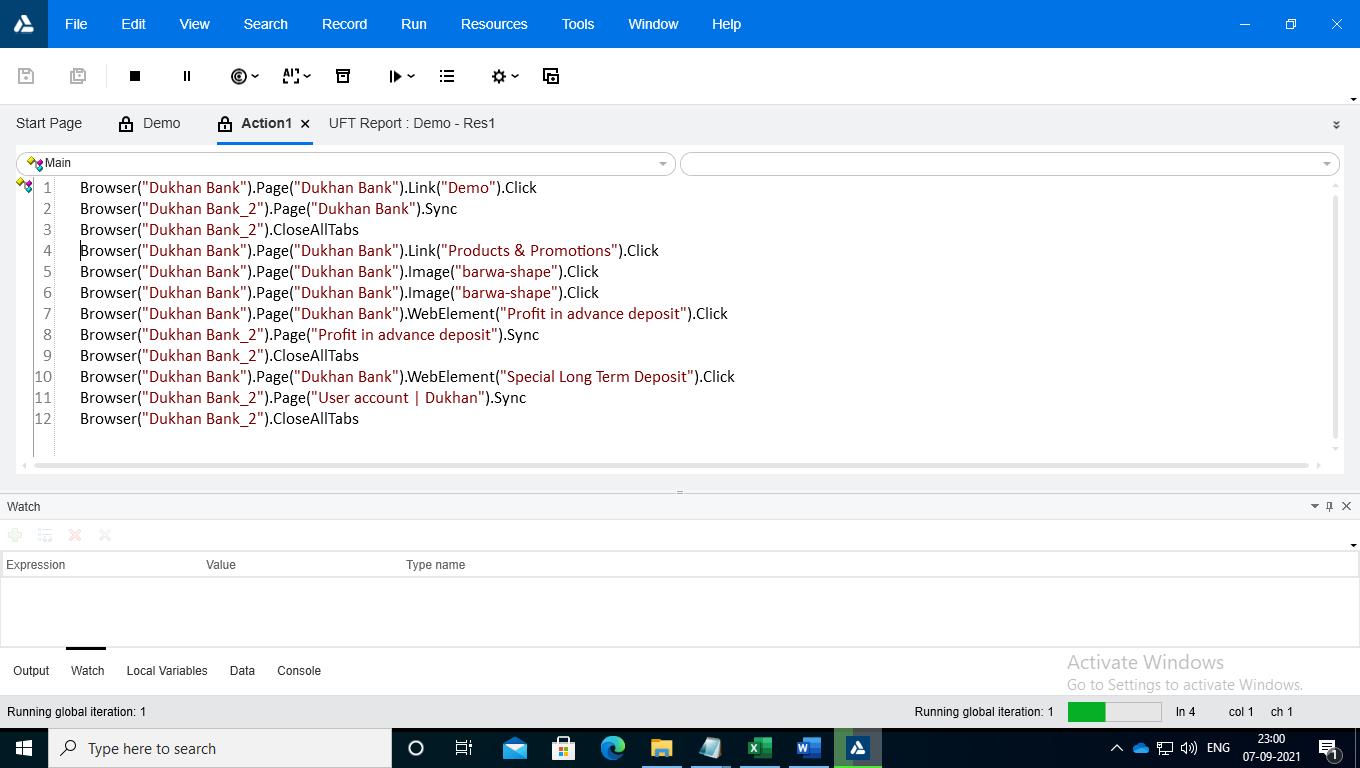 File Edit View Search Record Run Resources Tools Window Help
Start Page Demo Action1 UFT Report : Demo - Res1
Main
1 Browser("Dukhan Bank").Page("Dukhan Bank").Link("Demo").Click
2 Browser("Dukhan Bank_2").Page("Dukhan Bank").Sync
3 Browser("Dukhan Bank_2").CloseAllTabs
4 Browser("Dukhan Bank").Page("Dukhan Bank").Link("Products & Promotions").Click
5 Browser("Dukhan Bank").Page("Dukhan Bank").Image("barwa-shape").Click
6 Browser("Dukhan Bank").Page("Dukhan Bank").Image("barwa-shape").Click
7 Browser("Dukhan Bank").Page("Dukhan Bank").WebElement("Profit in advance deposit").Click
8 Browser("Dukhan Bank_2").Page("Profit in advance deposit").Sync
9 Browser("Dukhan Bank_2").CloseAllTabs
10 Browser("Dukhan Bank").Page("Dukhan Bank").WebElement("Special Long Term Deposit").Click
11 Browser("Dukhan Bank_2").Page("User account | Dukhan").Sync
12 Browser("Dukhan Bank_2").CloseAllTabs
Watch
Expression Value Type name
Output Watch Local Variables Data Console
Activate Windows
Go to Settings to activate Windows.
Running global iteration: 1 Running global iteration: 1 ln 4 col 1 ch 1
Type here to search ENG 23:00
07-09-2021 1